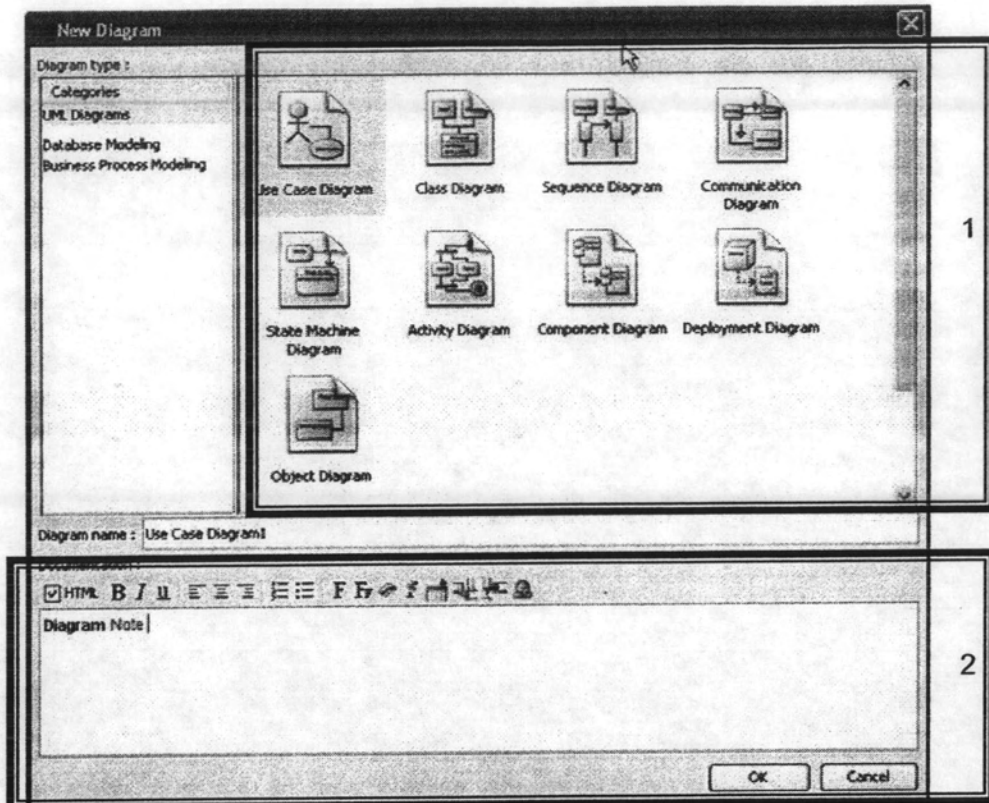 New Diagram
Diagram type :
Categories
UML Diagrams
Database Modeling
Business Process Modeling
Use Case Diagram
Class Diagram
Sequence Diagram
Communication
Diagram
State Machine
Diagram
Activity Diagram
Component Diagram
Deployment Diagram
Object Diagram
1
Diagram name : Use Case Diagram1
Documentation :
HTML B I U F
Diagram Note
2
OK
Cancel